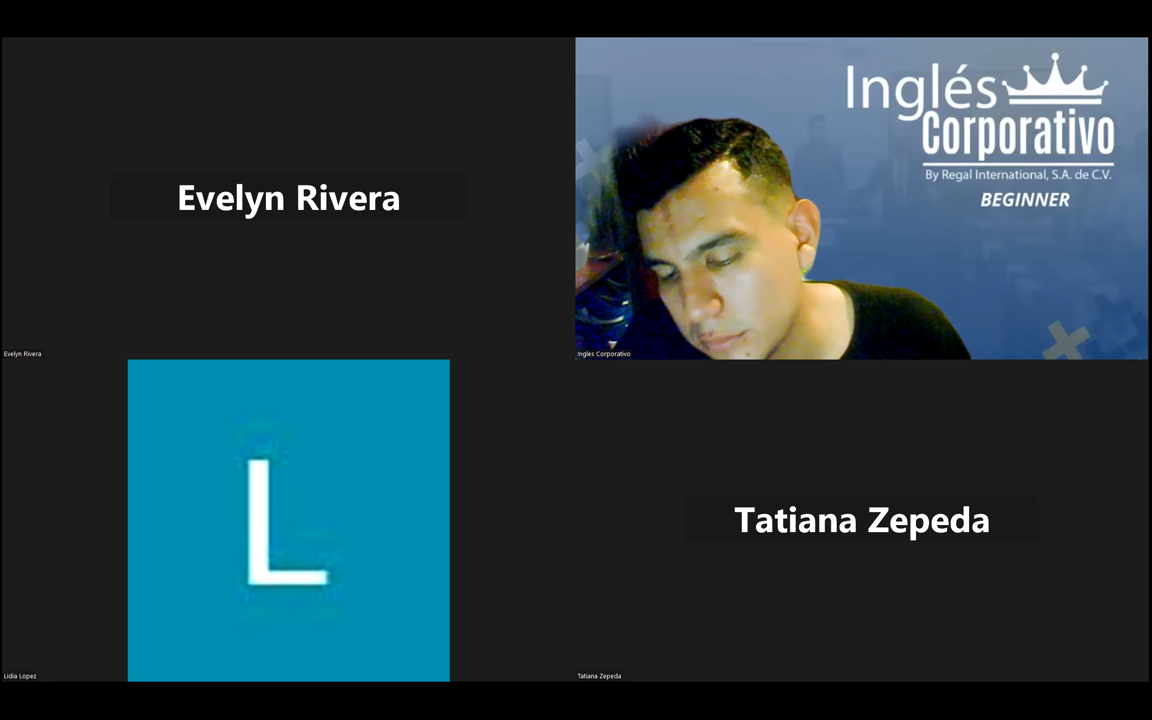 Evelyn Rivera
Evelyn Rivera
Inglés
Corporativo
By Regal International, S.A. de C.V.
BEGINNER
Ingles Corporativo
L
Lidia Lopez
Tatiana Zepeda
Tatiana Zepeda